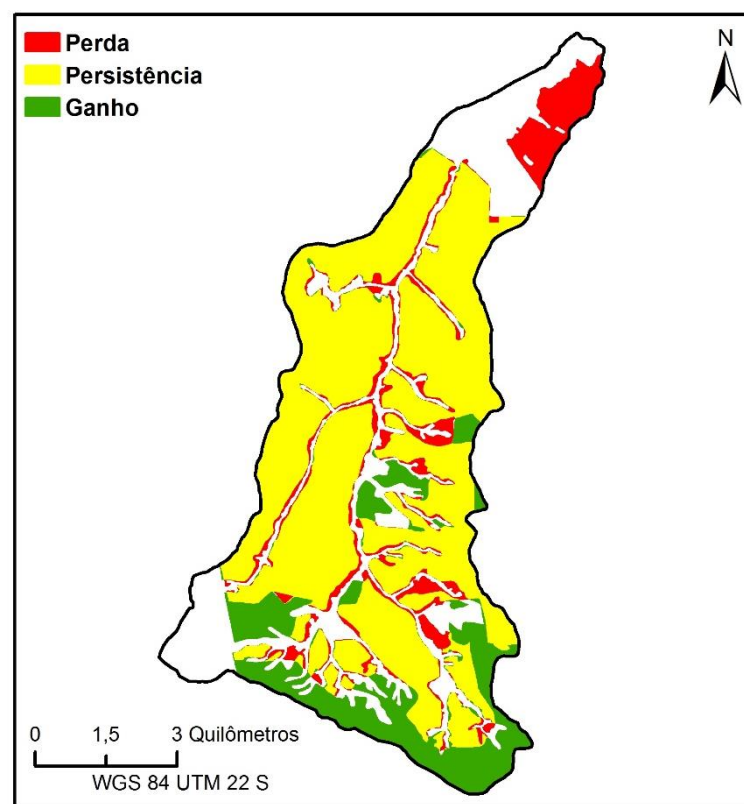 Perda
Persistência
Ganho
N
0 1,5 3 Quilômetros
WGS 84 UTM 22 S